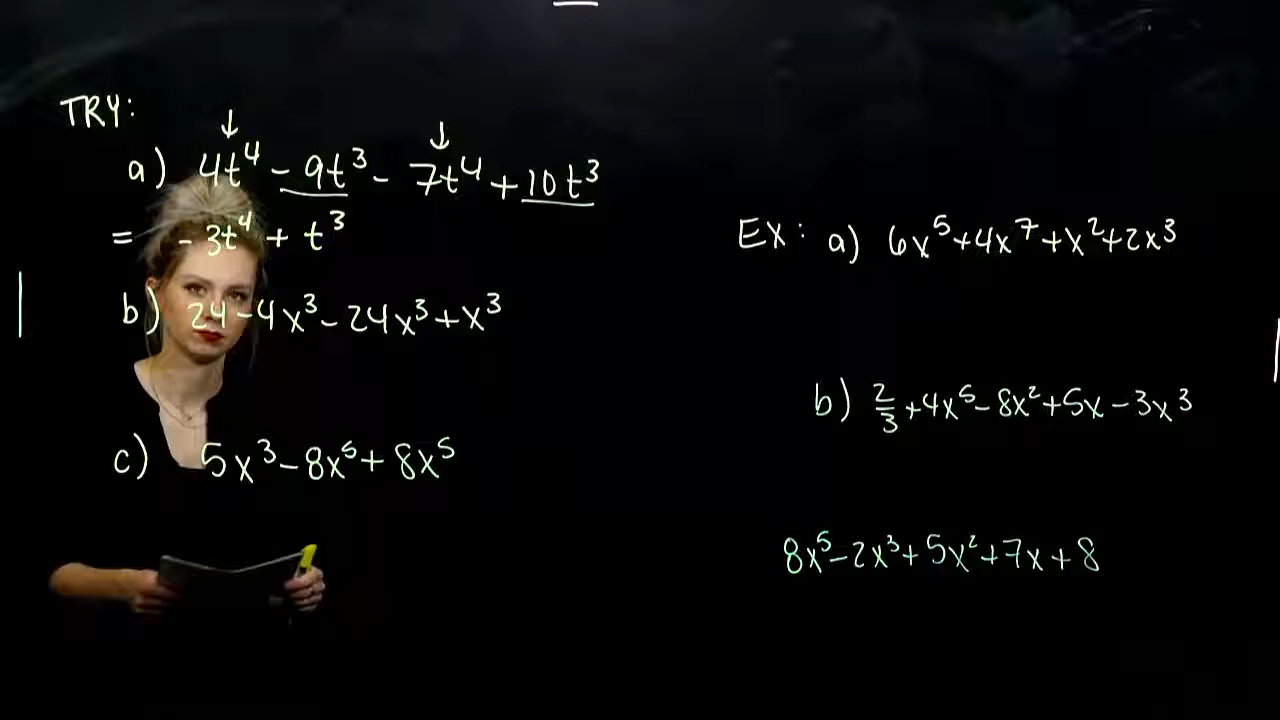 TRY:
a) 4t⁴ - 9t³ - 7t⁴ + 10t³
= -3t⁴ + t³
b) 24 - 4x³ - 24x³ + x³
c) 5x³ - 8x⁵ + 8x⁵
EX: a) 6x⁵ + 4x⁷ + x² + 2x³
b) 2/3 + 4x⁵ - 8x² + 5x - 3x³
8x⁵ - 2x³ + 5x² + 7x + 8